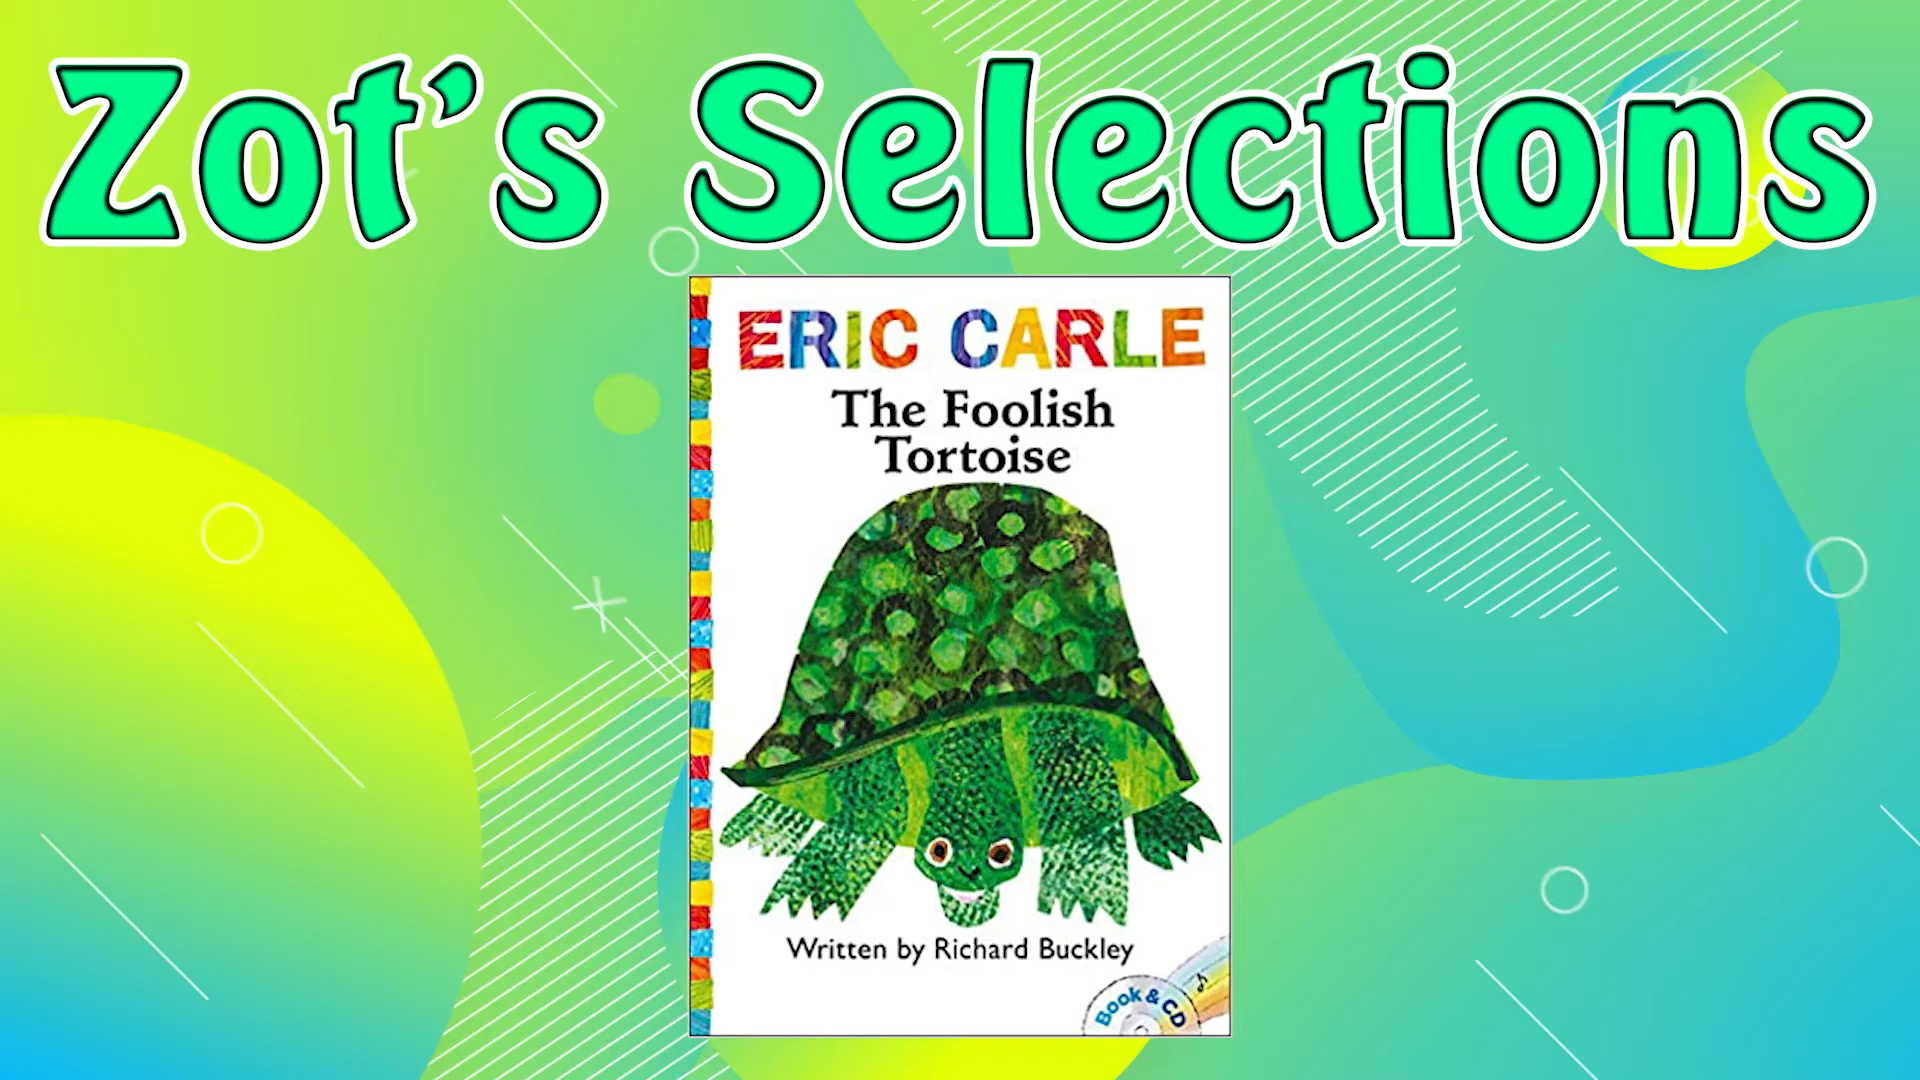 Zot's Selections
ERIC CARLE
The Foolish
Tortoise
Written by Richard Buckley
Book & CD